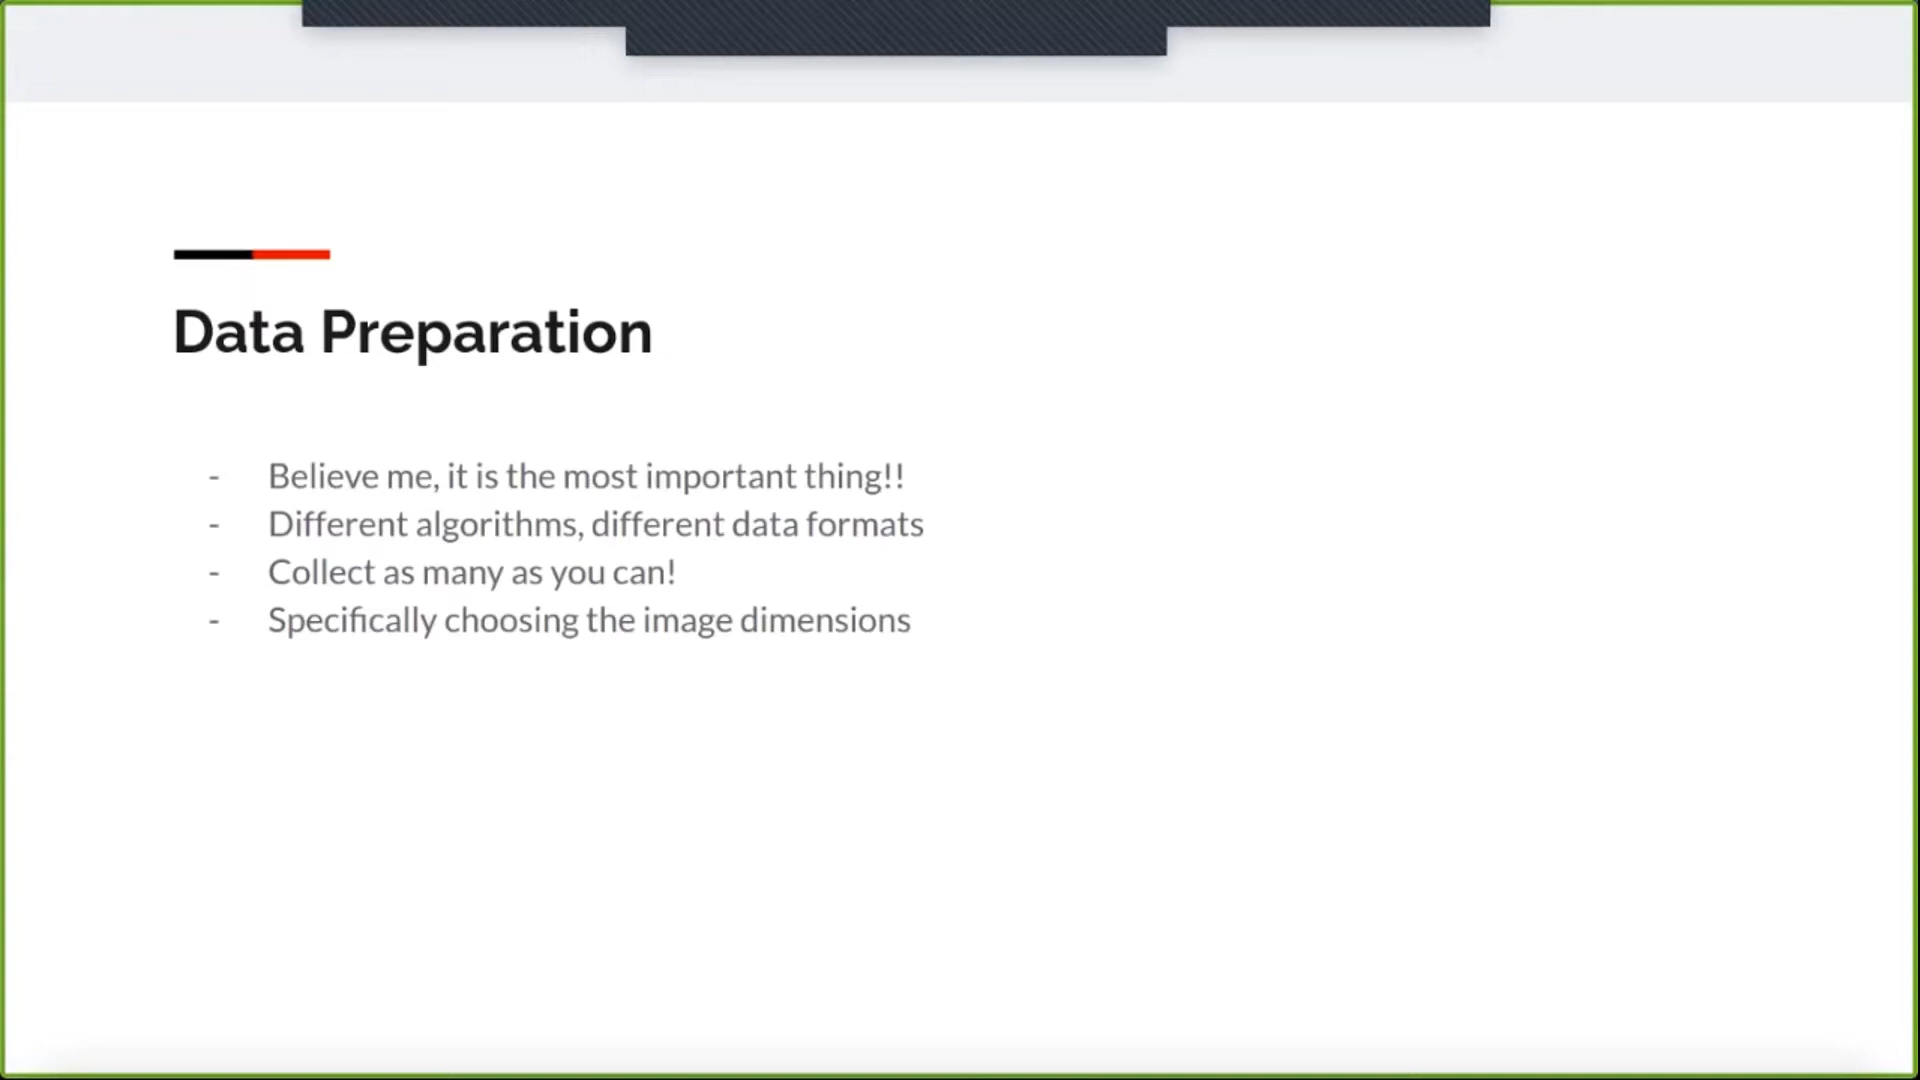 Data Preparation
- Believe me, it is the most important thing!!
- Different algorithms, different data formats
- Collect as many as you can!
- Specifically choosing the image dimensions